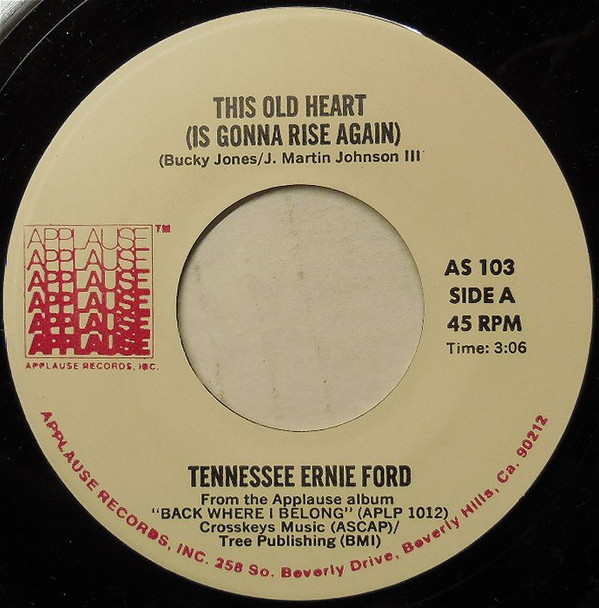 THIS OLD HEART
(IS GONNA RISE AGAIN)
(Bucky Jones/J. Martin Johnson III
APPLAUSE™
APPLAUSE
APPLAUSE
APPLAUSE
APPLAUSE
APPLAUSE
APPLAUSE RECORDS, INC.
AS 103
SIDE A
45 RPM
Time: 3:06
TENNESSEE ERNIE FORD
From the Applause album
"BACK WHERE I BELONG" (APLP 1012)
Crosskeys Music (ASCAP)/
Tree Publishing (BMI)
APPLAUSE RECORDS, INC. 258 So. Beverly Drive, Beverly Hills, Ca. 90212